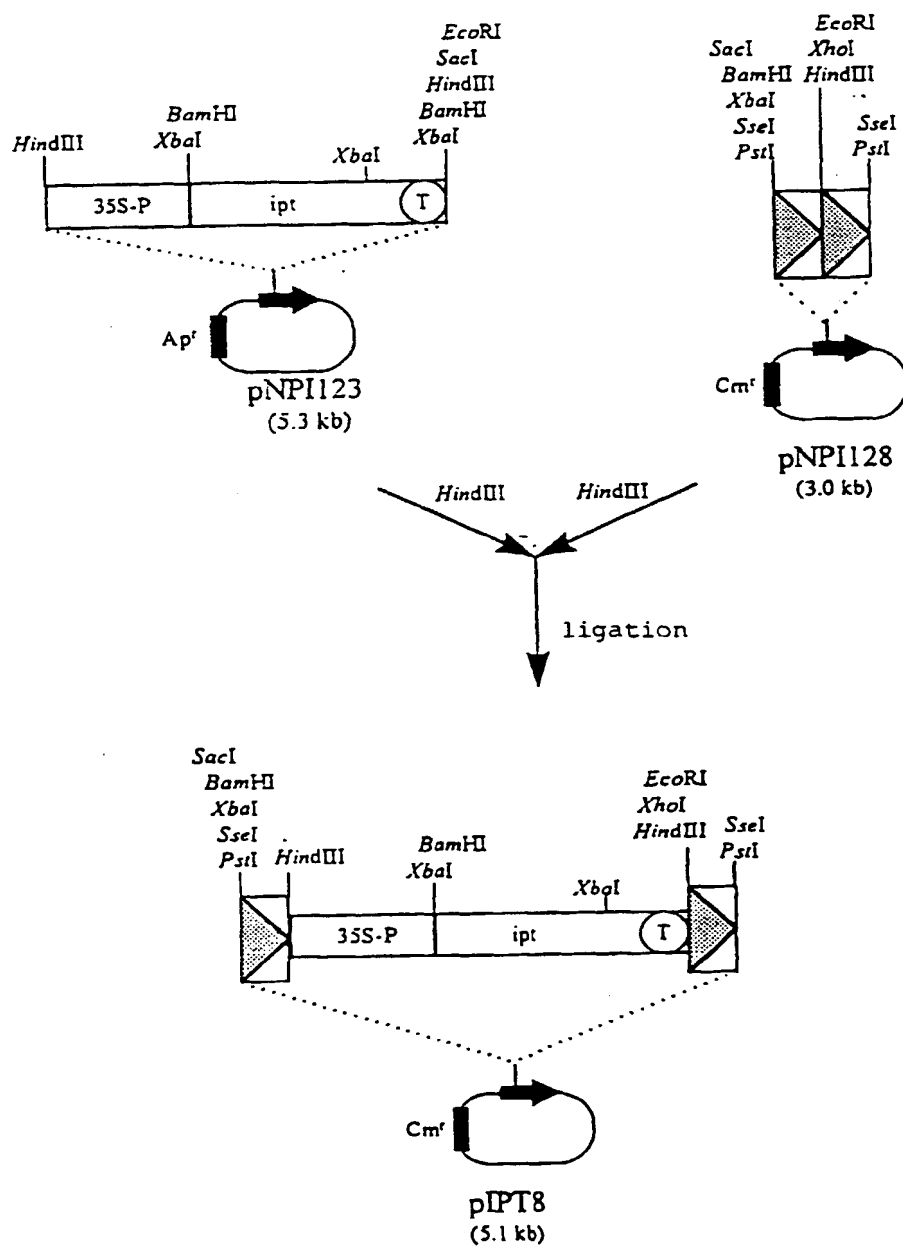 EcoRI
SacI
HindIII
BamHI
XbaI
BamHI
XbaI
HindIII
XbaI
35S-P
ipt
T
Apʳ
pNPI123
(5.3 kb)
EcoRI
XhoI
HindIII
SacI
BamHI
XbaI
SseI
PstI
SseI
PstI
Cmʳ
pNPI128
(3.0 kb)
HindIII
HindIII
ligation
SacI
BamHI
XbaI
SseI
PstI
HindIII
BamHI
XbaI
XbaI
EcoRI
XhoI
HindIII
SseI
PstI
35S-P
ipt
T
Cmʳ
pIPT8
(5.1 kb)